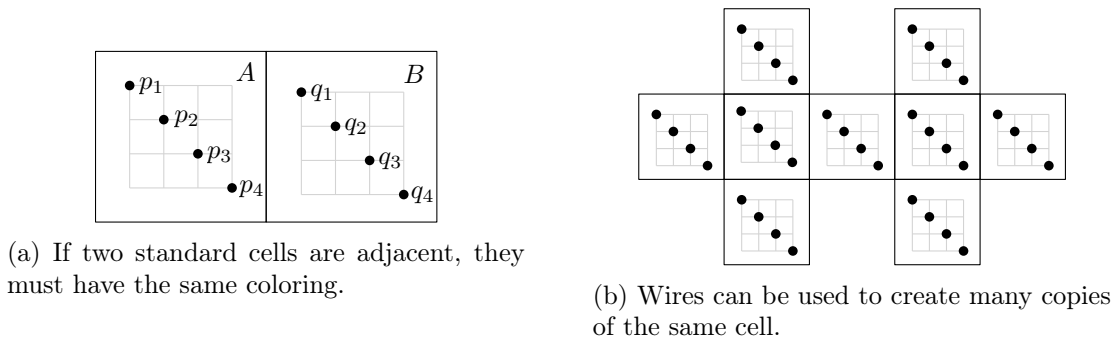 A
B
p1
q1
p2
q2
p3
q3
p4
q4
(a) If two standard cells are adjacent, they
must have the same coloring.
(b) Wires can be used to create many copies
of the same cell.